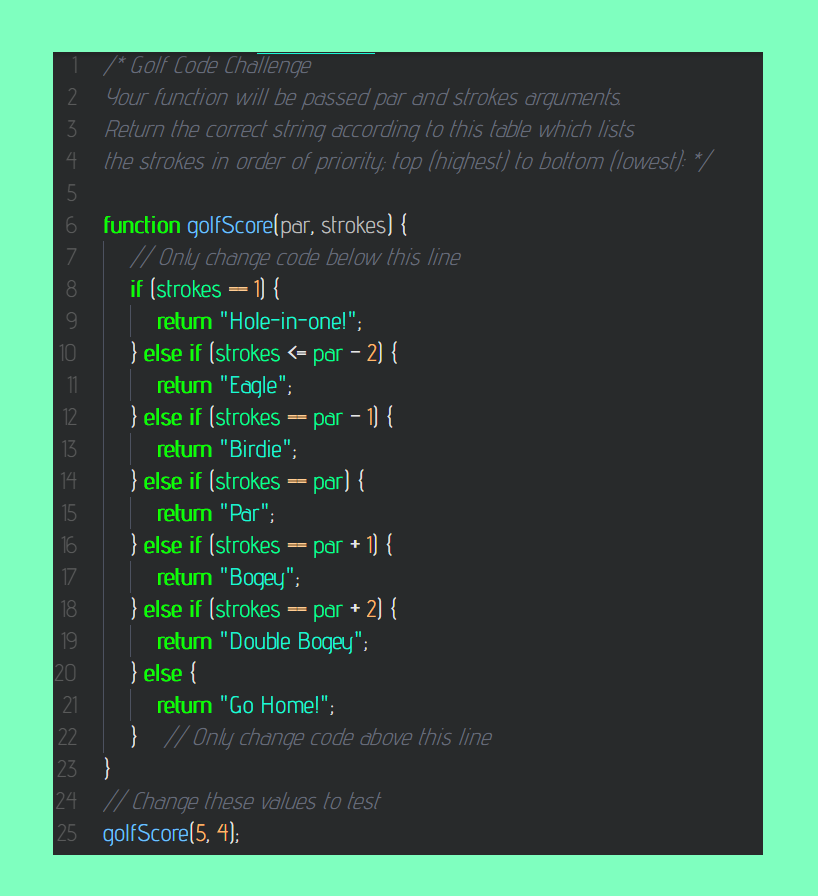 1 /* Golf Code Challenge
2 Your function will be passed par and strokes arguments.
3 Return the correct string according to this table which lists
4 the strokes in order of priority; top (highest) to bottom (lowest): */
5
6 function golfScore(par, strokes) {
7 // Only change code below this line
8 if (strokes == 1) {
9 return "Hole-in-one!";
10 } else if (strokes <= par - 2) {
11 return "Eagle";
12 } else if (strokes == par - 1) {
13 return "Birdie";
14 } else if (strokes == par) {
15 return "Par";
16 } else if (strokes == par + 1) {
17 return "Bogey";
18 } else if (strokes == par + 2) {
19 return "Double Bogey";
20 } else {
21 return "Go Home!";
22 } // Only change code above this line
23 }
24 // Change these values to test
25 golfScore(5, 4);